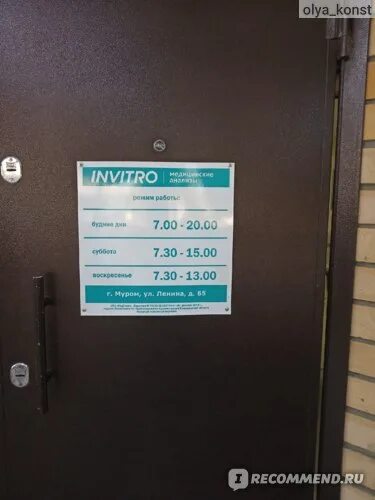 olya_konst
INVITRO медицинские анализы
режим работы:
будние дни 7.00 - 20.00
суббота 7.30 - 15.00
воскресенье 7.30 - 13.00
г. Муром, ул. Ленина, д. 65
I RECOMMEND.RU